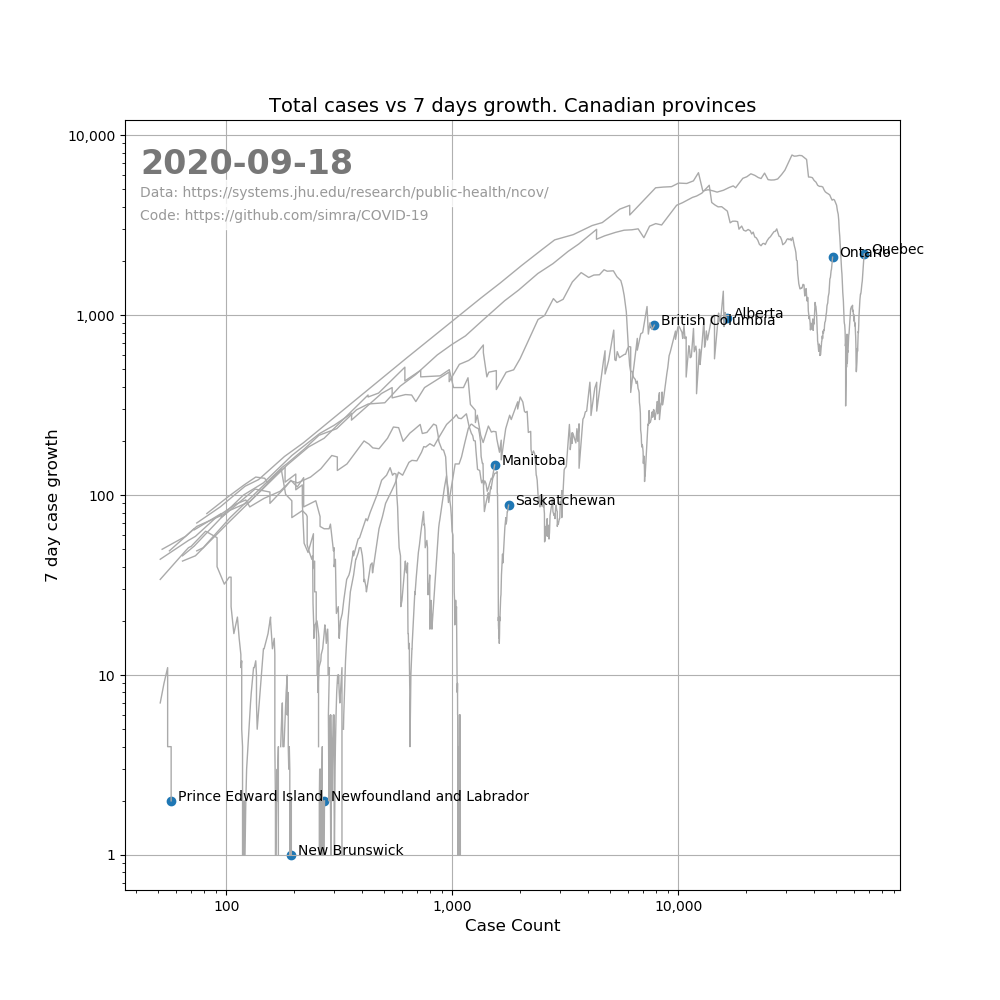 Total cases vs 7 days growth. Canadian provinces
10,000
2020-09-18
Data: https://systems.jhu.edu/research/public-health/ncov/
Code: https://github.com/simra/COVID-19
Ontario
Quebec
1,000
British Columbia
Alberta
Manitoba
100
Saskatchewan
7 day case growth
10
Prince Edward Island
Newfoundland and Labrador
1
New Brunswick
100
1,000
10,000
Case Count